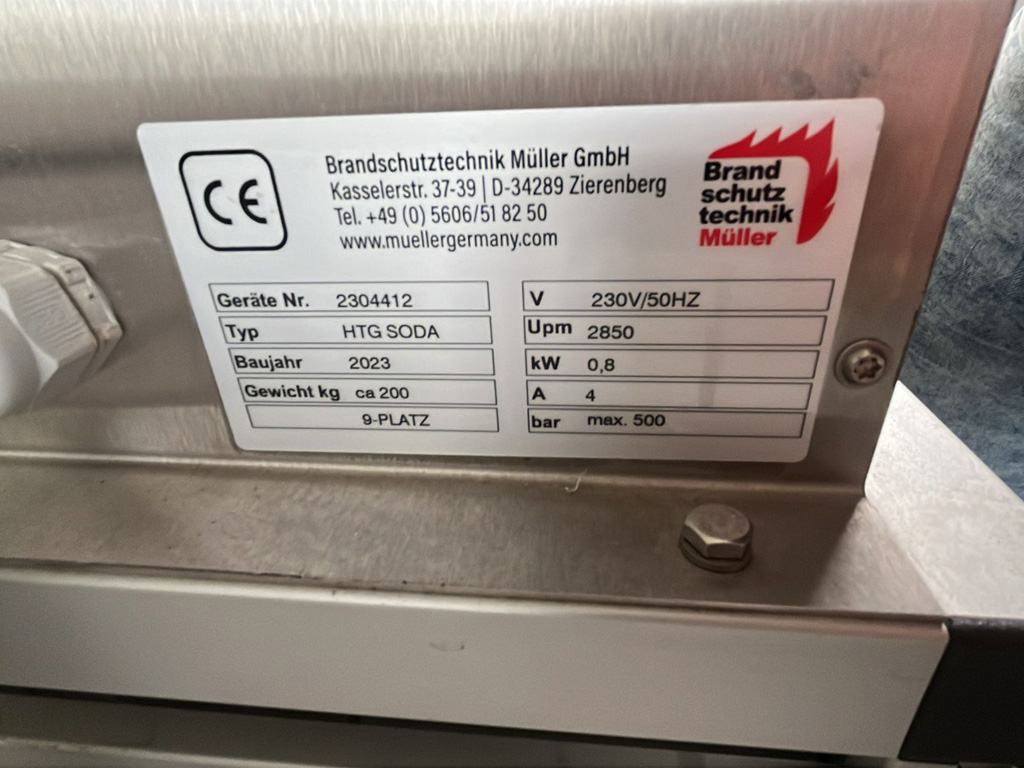 CE
Brandschutztechnik Müller GmbH
Kasselerstr. 37-39 | D-34289 Zierenberg
Tel. +49 (0) 5606/51 82 50
www.muellergermany.com
Brand
schutz
technik
Müller
Geräte Nr. 2304412
Typ HTG SODA
Baujahr 2023
Gewicht kg ca 200
9-PLATZ
V 230V/50HZ
Upm 2850
kW 0,8
A 4
bar max. 500